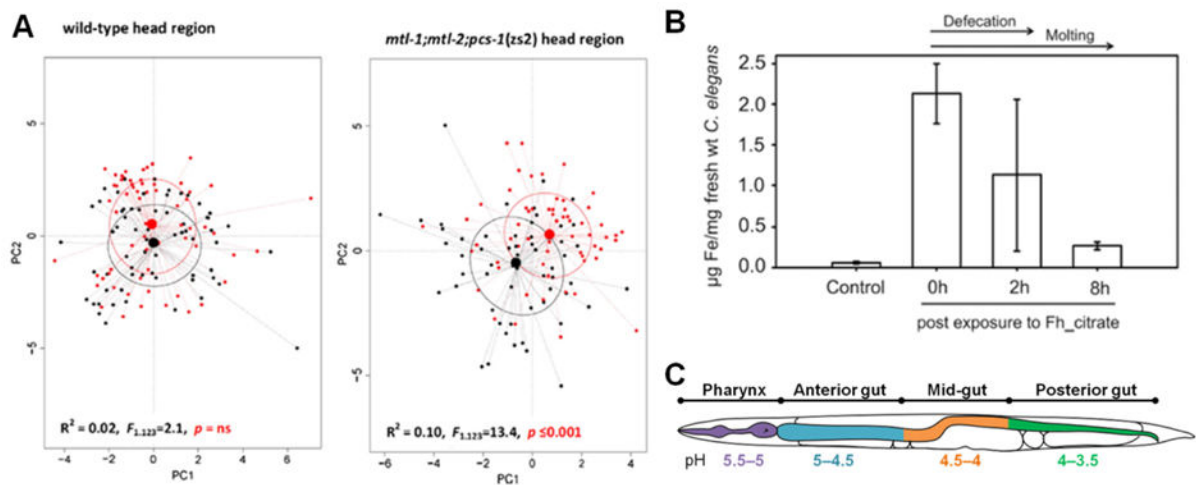 A
wild-type head region
mtl-1;mtl-2;pcs-1(zs2) head region
PC2
5
0
−5
R² = 0.02, F1.123=2.1, p = ns
−4 −2 0 2 4 6
PC1
PC2
5
0
−5
R² = 0.10, F1.123=13.4, p ≤0.001
−6 −4 −2 0 2 4
PC1
B
Defecation
Molting
µg Fe/mg fresh wt C. elegans
2.5
2.0
1.5
1.0
0.5
0.0
Control 0h 2h 8h
post exposure to Fh_citrate
C
Pharynx Anterior gut Mid-gut Posterior gut
pH 5.5–5 5–4.5 4.5–4 4–3.5